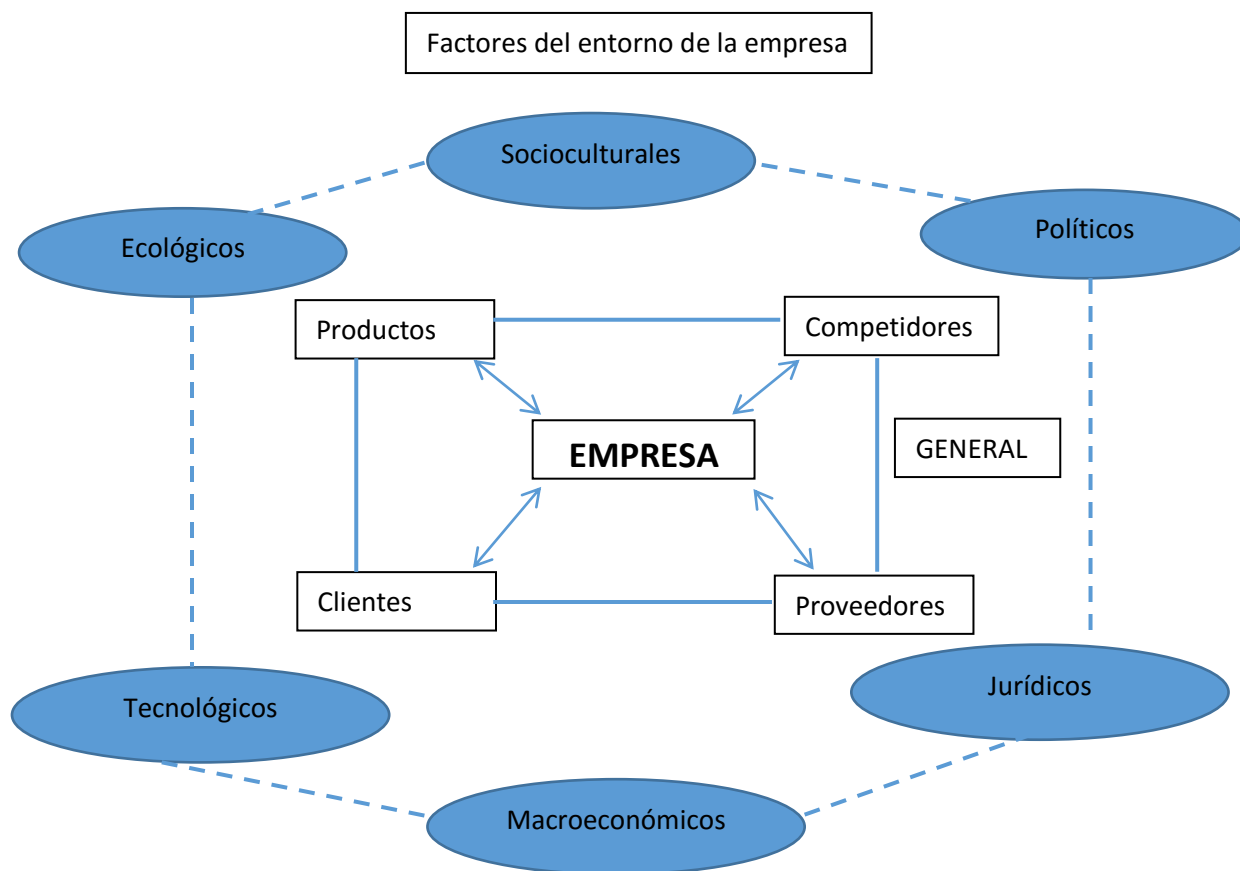 Factores del entorno de la empresa
Socioculturales
Políticos
Ecológicos
Productos
Competidores
EMPRESA
GENERAL
Clientes
Proveedores
Jurídicos
Tecnológicos
Macroeconómicos